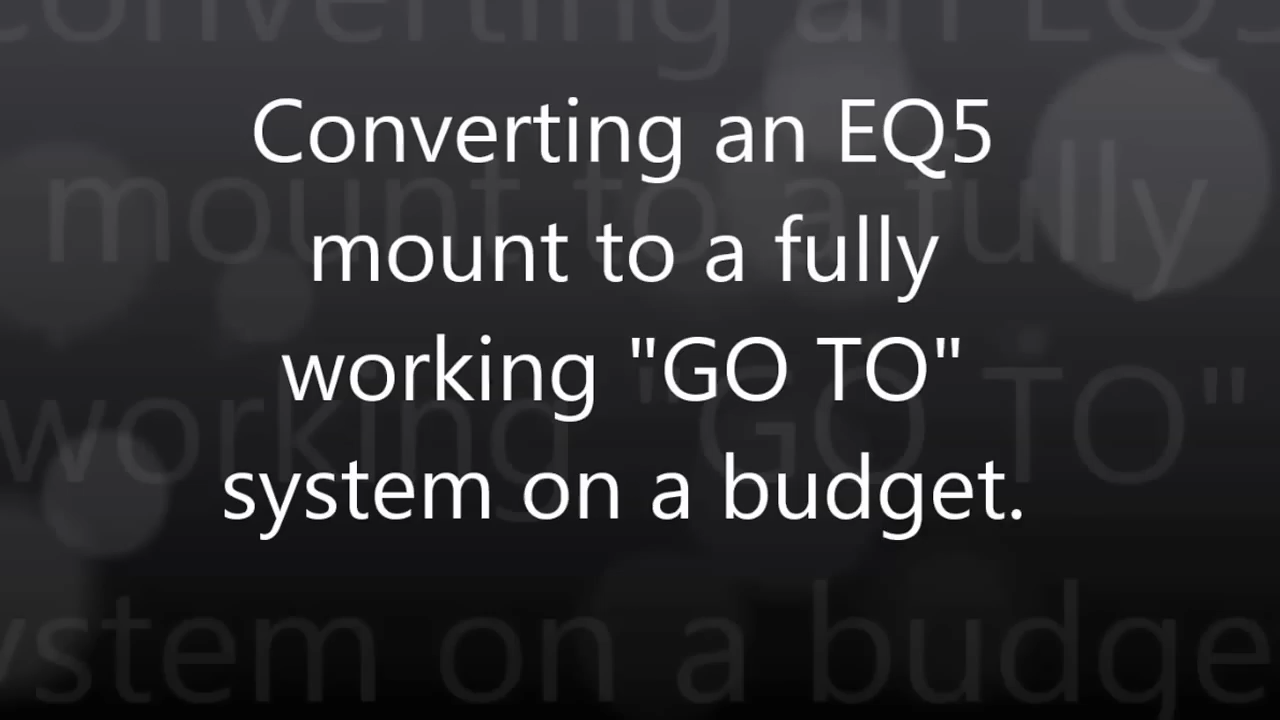 Converting an EQ5
mount to a fully
working "GO TO"
system on a budget.